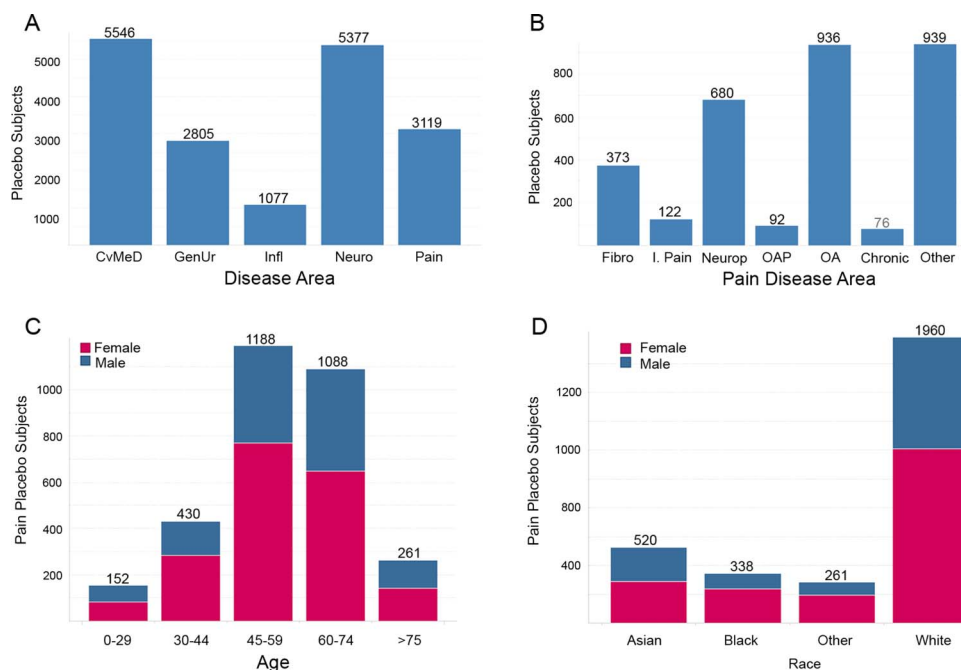 A
5546
5377
5000
4000
3119
3000
2805
2000
1077
1000
Placebo Subjects
CvMeD GenUr Infl Neuro Pain
Disease Area
B
936 939
800
680
600
400
373
200
122
92
76
Placebo Subjects
Fibro I. Pain Neurop OAP OA Chronic Other
Pain Disease Area
C
Female
Male
1188
1088
1000
800
600
430
400
261
200
152
Pain Placebo Subjects
0-29 30-44 45-59 60-74 >75
Age
D
Female
Male
1960
1200
1000
800
520
400
338
261
Pain Placebo Subjects
Asian Black Other White
Race